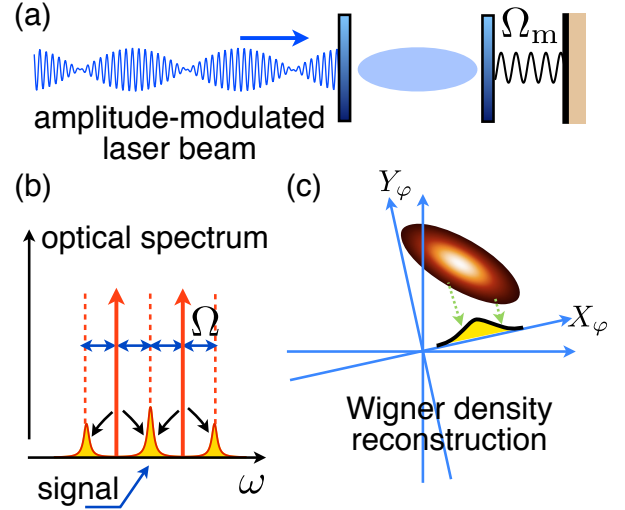 (a)
Ωm
amplitude-modulated
laser beam
(b)
(c)
optical spectrum
Yφ
Ω
Xφ
Wigner density
reconstruction
signal
ω